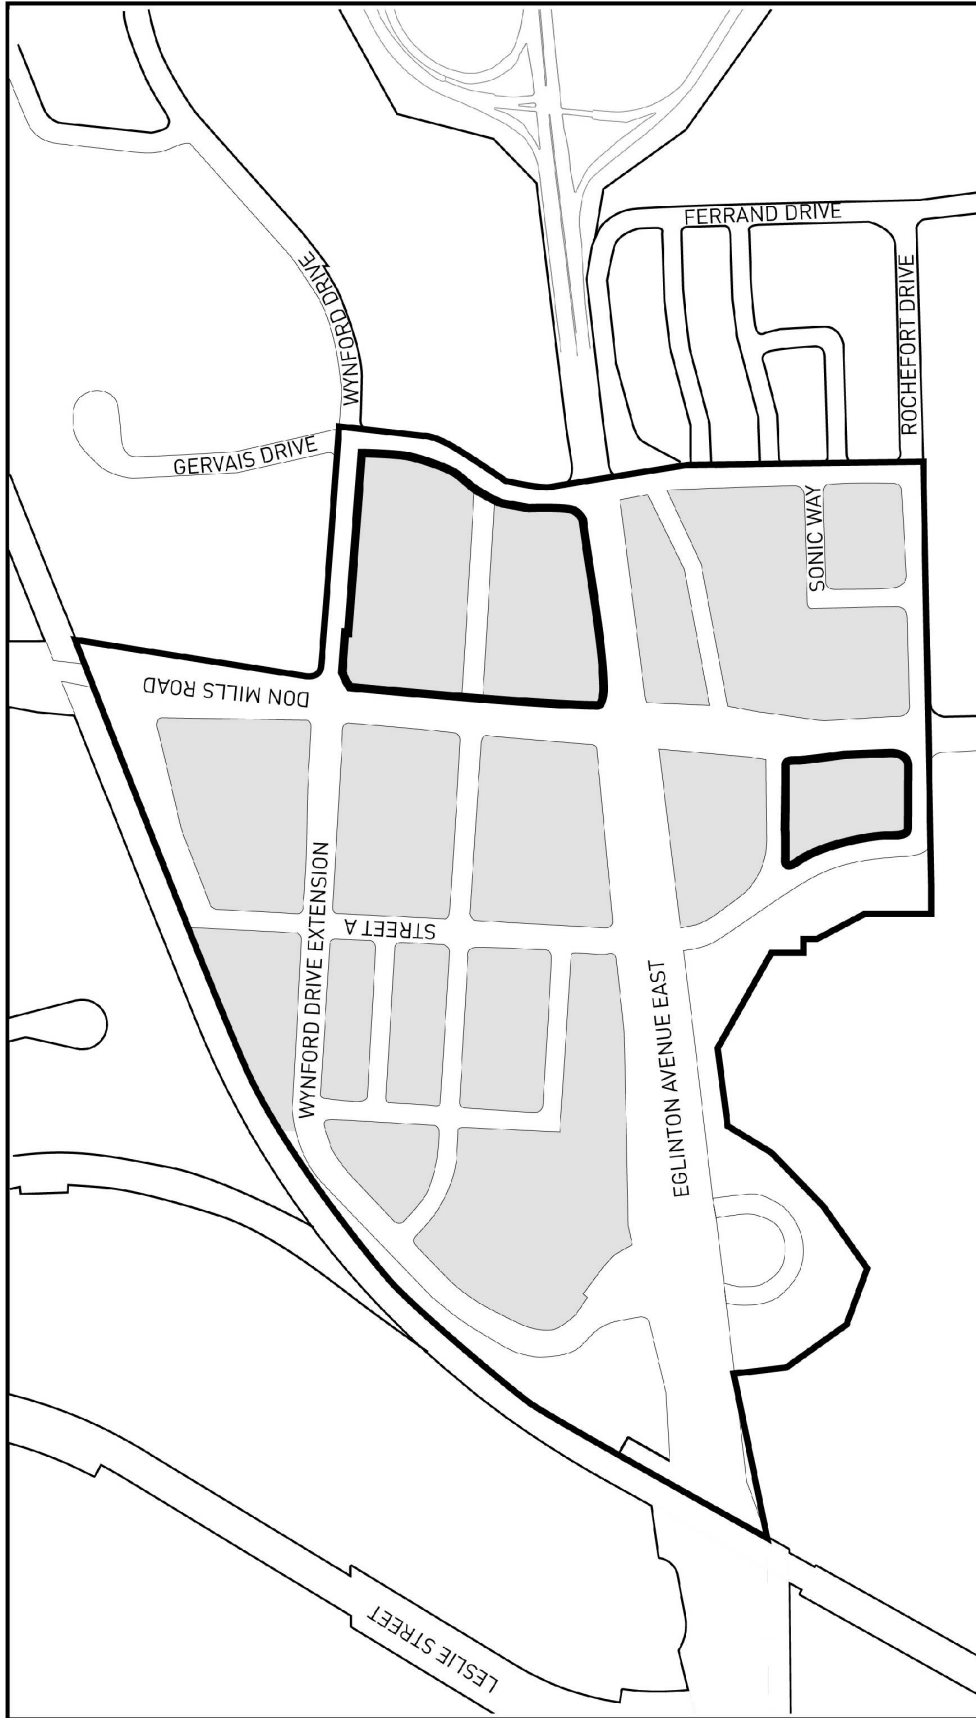 FERRAND DRIVE
ROCHEFORT DRIVE
WYNFORD DRIVE
GERVAIS DRIVE
SONIC WAY
DON MILLS ROAD
WYNFORD DRIVE EXTENSION
STREET A
EGLINTON AVENUE EAST
LESLIE STREET